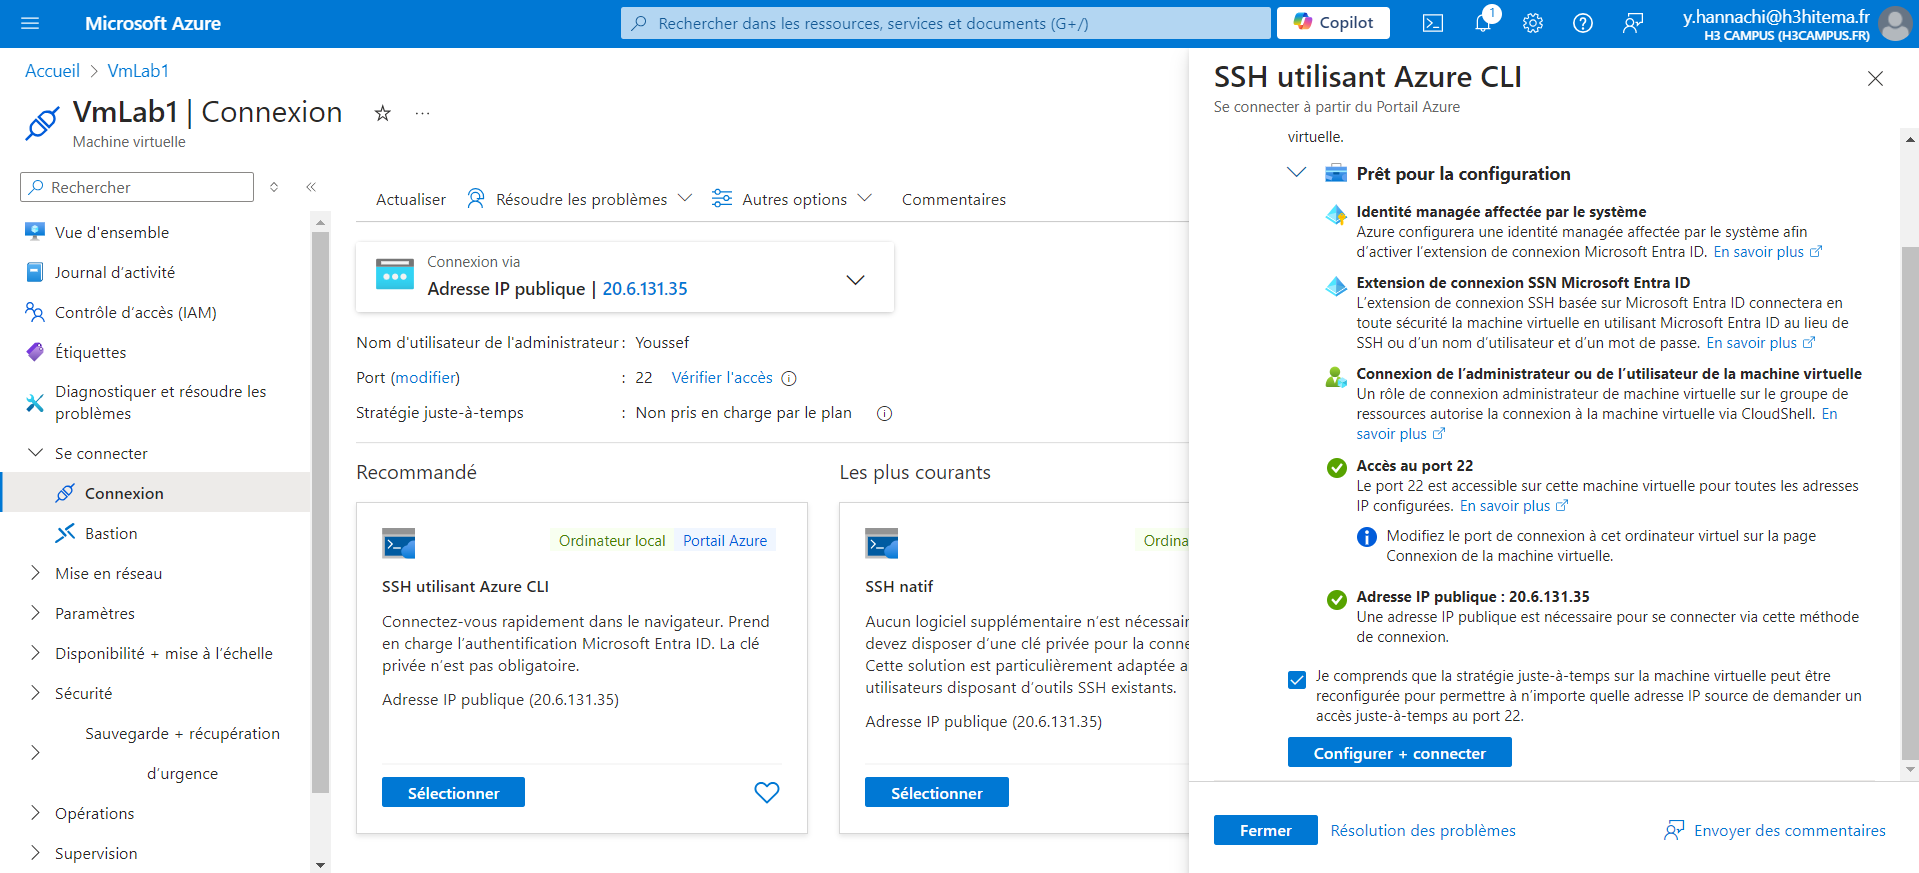 Microsoft Azure
Rechercher dans les ressources, services et documents (G+/)
Copilot
1
y.hannachi@h3hitema.fr
H3 CAMPUS (H3CAMPUS.FR)
Accueil > VmLab1
VmLab1 | Connexion
Machine virtuelle
Rechercher
Vue d'ensemble
Journal d’activité
Contrôle d’accès (IAM)
Étiquettes
Diagnostiquer et résoudre les
problèmes
Se connecter
Connexion
Bastion
Mise en réseau
Paramètres
Disponibilité + mise à l’échelle
Sécurité
Sauvegarde + récupération
d’urgence
Opérations
Supervision
Actualiser
Résoudre les problèmes
Autres options
Commentaires
Connexion via
Adresse IP publique | 20.6.131.35
Nom d'utilisateur de l'administrateur : Youssef
Port (modifier) : 22 Vérifier l'accès
Stratégie juste-à-temps : Non pris en charge par le plan
Recommandé
Ordinateur local
Portail Azure
SSH utilisant Azure CLI
Connectez-vous rapidement dans le navigateur. Prend
en charge l’authentification Microsoft Entra ID. La clé
privée n’est pas obligatoire.
Adresse IP publique (20.6.131.35)
Sélectionner
Les plus courants
Ordina
SSH natif
Aucun logiciel supplémentaire n’est nécessair
devez disposer d’une clé privée pour la conne
Cette solution est particulièrement adaptée a
utilisateurs disposant d’outils SSH existants.
Adresse IP publique (20.6.131.35)
Sélectionner
SSH utilisant Azure CLI
Se connecter à partir du Portail Azure
virtuelle.
Prêt pour la configuration
Identité managée affectée par le système
Azure configurera une identité managée affectée par le système afin
d’activer l’extension de connexion Microsoft Entra ID. En savoir plus
Extension de connexion SSN Microsoft Entra ID
L’extension de connexion SSH basée sur Microsoft Entra ID connectera en
toute sécurité la machine virtuelle en utilisant Microsoft Entra ID au lieu de
SSH ou d’un nom d’utilisateur et d’un mot de passe. En savoir plus
Connexion de l’administrateur ou de l’utilisateur de la machine virtuelle
Un rôle de connexion administrateur de machine virtuelle sur le groupe de
ressources autorise la connexion à la machine virtuelle via CloudShell. En
savoir plus
Accès au port 22
Le port 22 est accessible sur cette machine virtuelle pour toutes les adresses
IP configurées. En savoir plus
Modifiez le port de connexion à cet ordinateur virtuel sur la page
Connexion de la machine virtuelle.
Adresse IP publique : 20.6.131.35
Une adresse IP publique est nécessaire pour se connecter via cette méthode
de connexion.
Je comprends que la stratégie juste-à-temps sur la machine virtuelle peut être
reconfigurée pour permettre à n’importe quelle adresse IP source de demander un
accès juste-à-temps au port 22.
Configurer + connecter
Fermer
Résolution des problèmes
Envoyer des commentaires